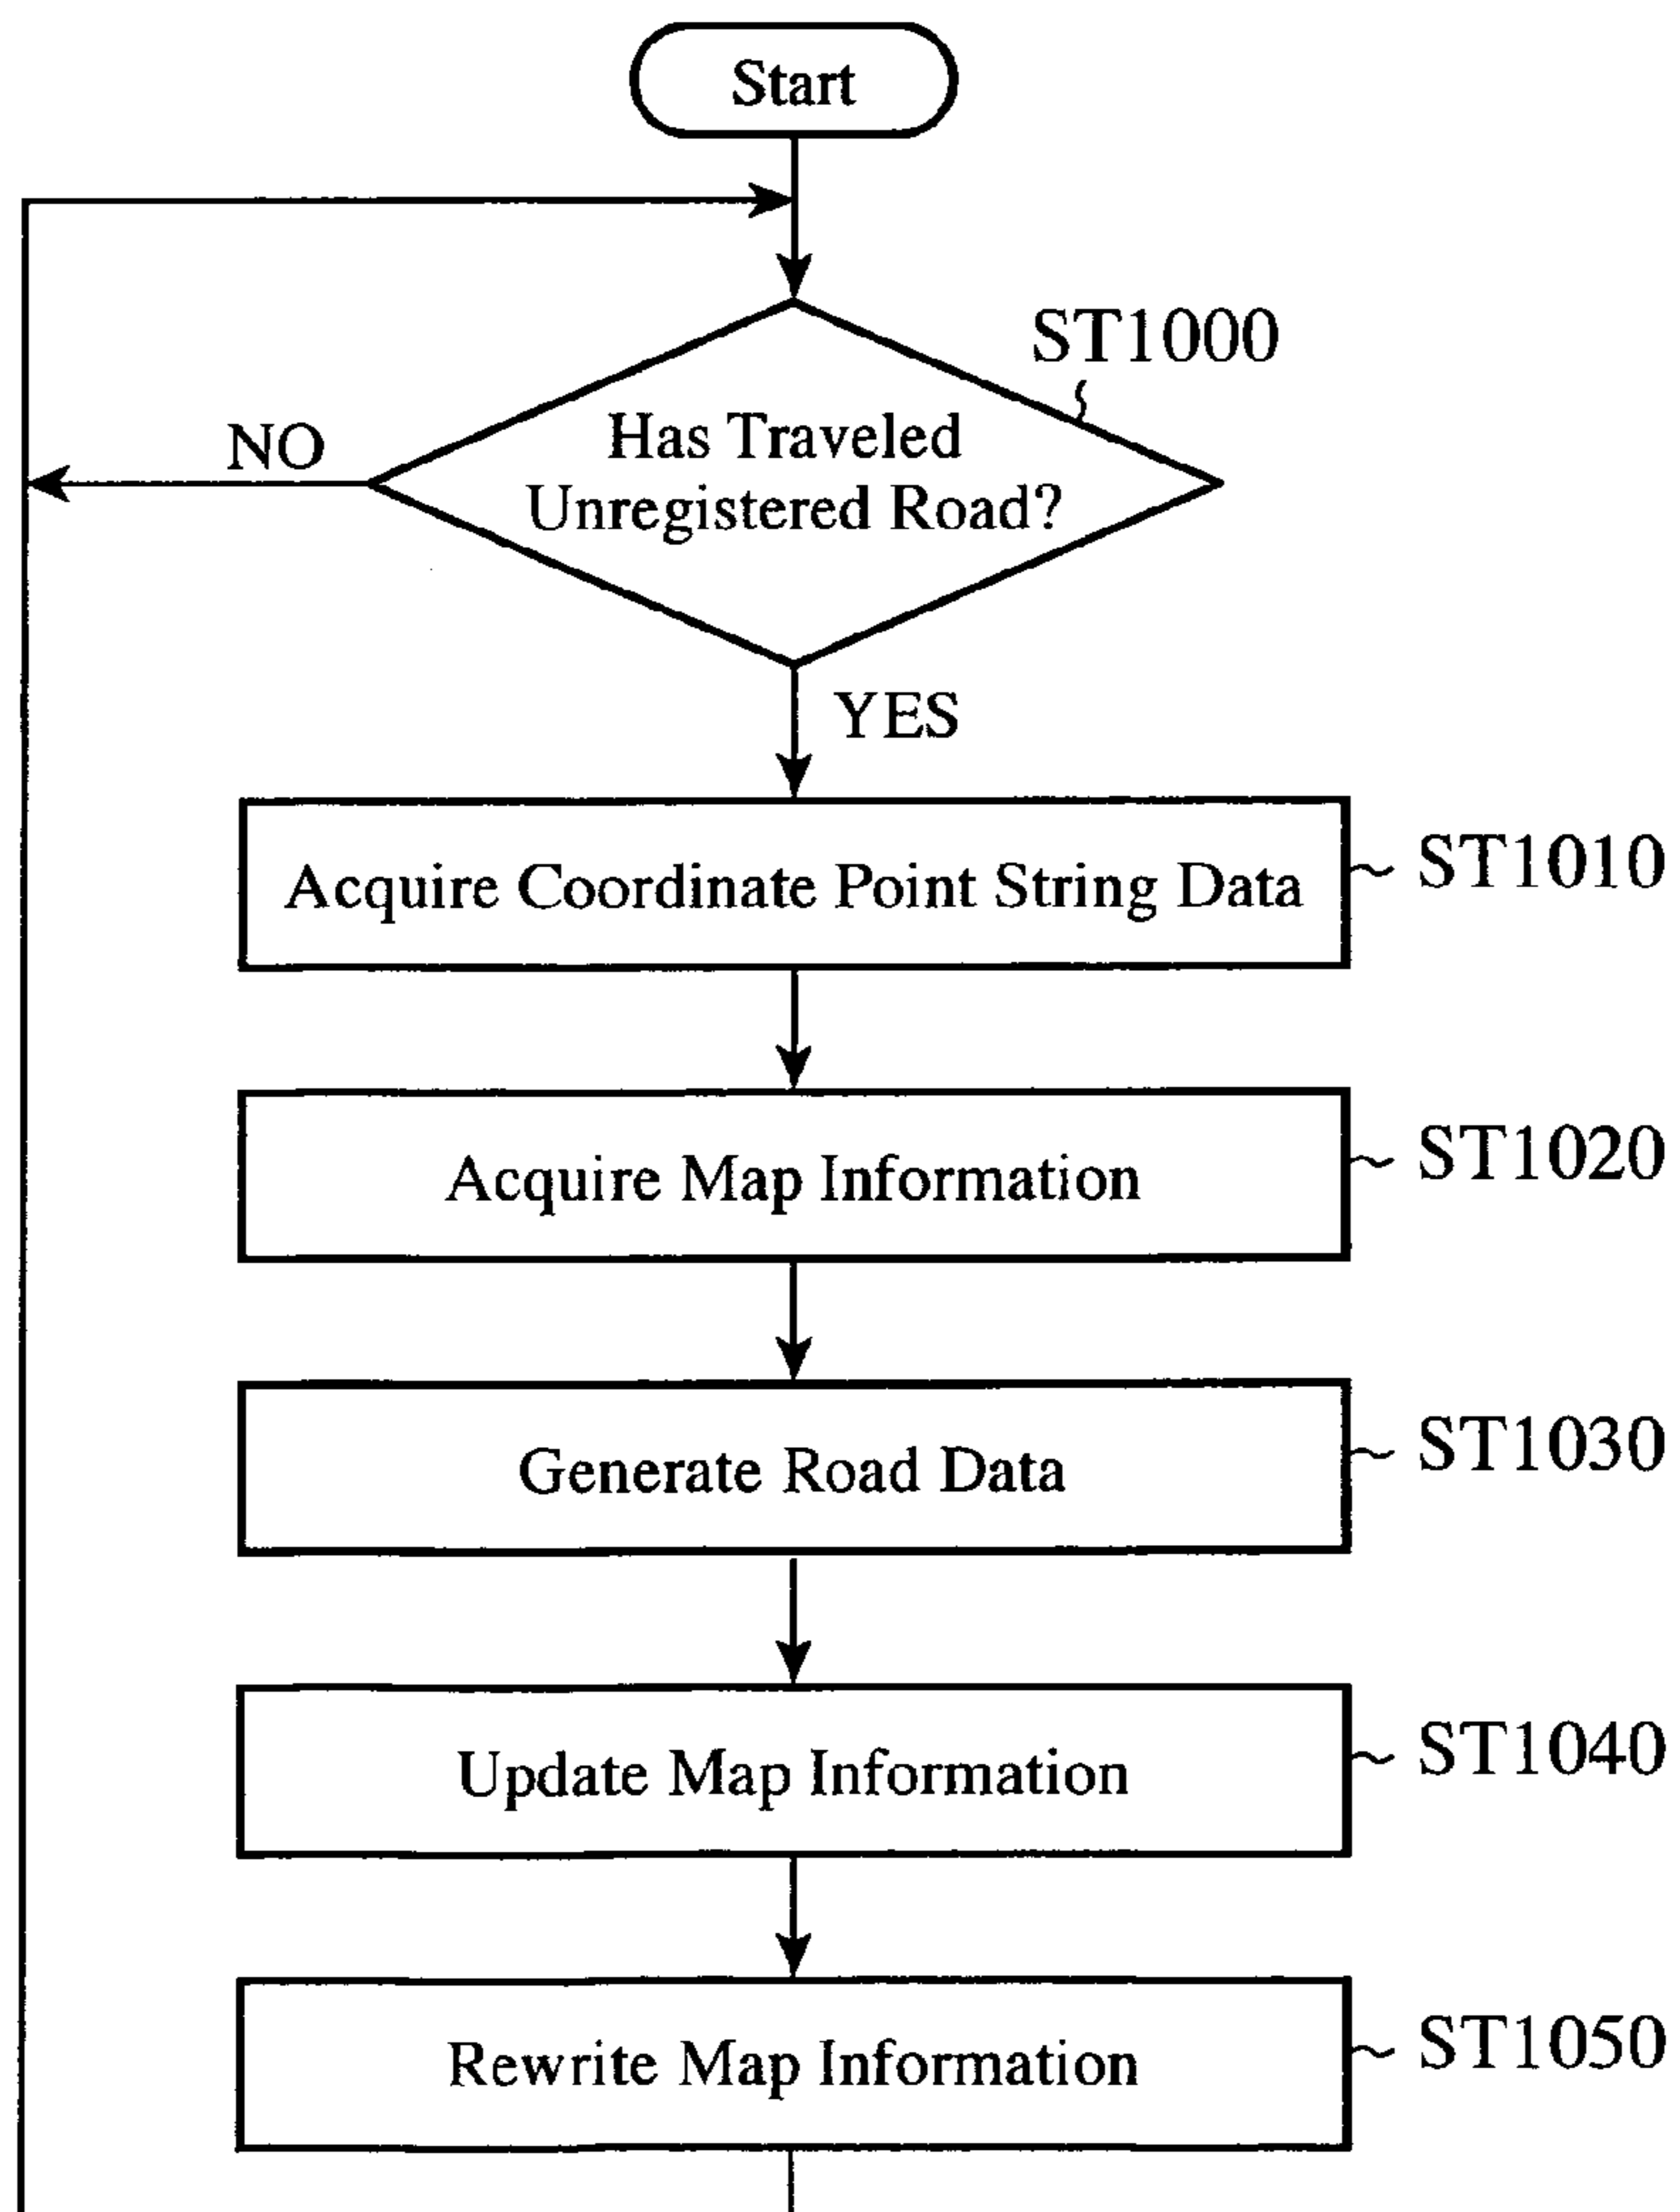 Start
ST1000
Has Traveled
Unregistered Road?
NO
YES
Acquire Coordinate Point String Data
ST1010
Acquire Map Information
ST1020
Generate Road Data
ST1030
Update Map Information
ST1040
Rewrite Map Information
ST1050